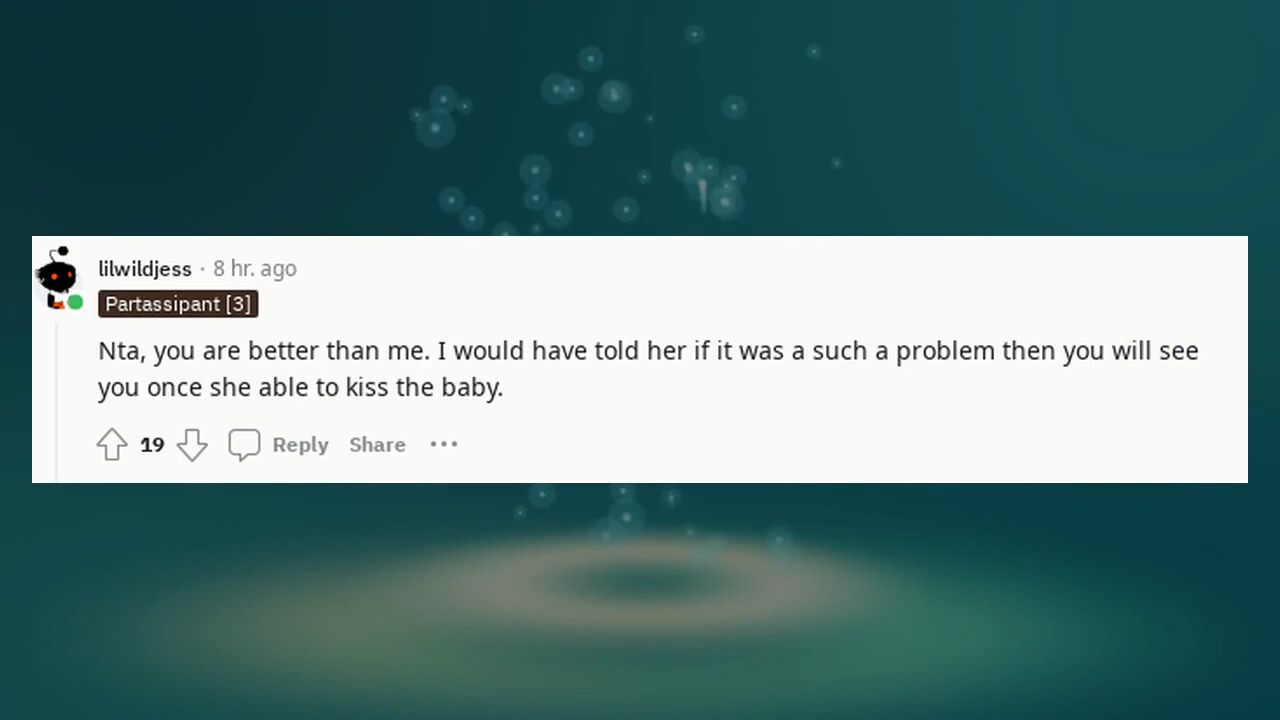 lilwildjess · 8 hr. ago
Partassipant [3]
Nta, you are better than me. I would have told her if it was a such a problem then you will see
you once she able to kiss the baby.
19 Reply Share ...